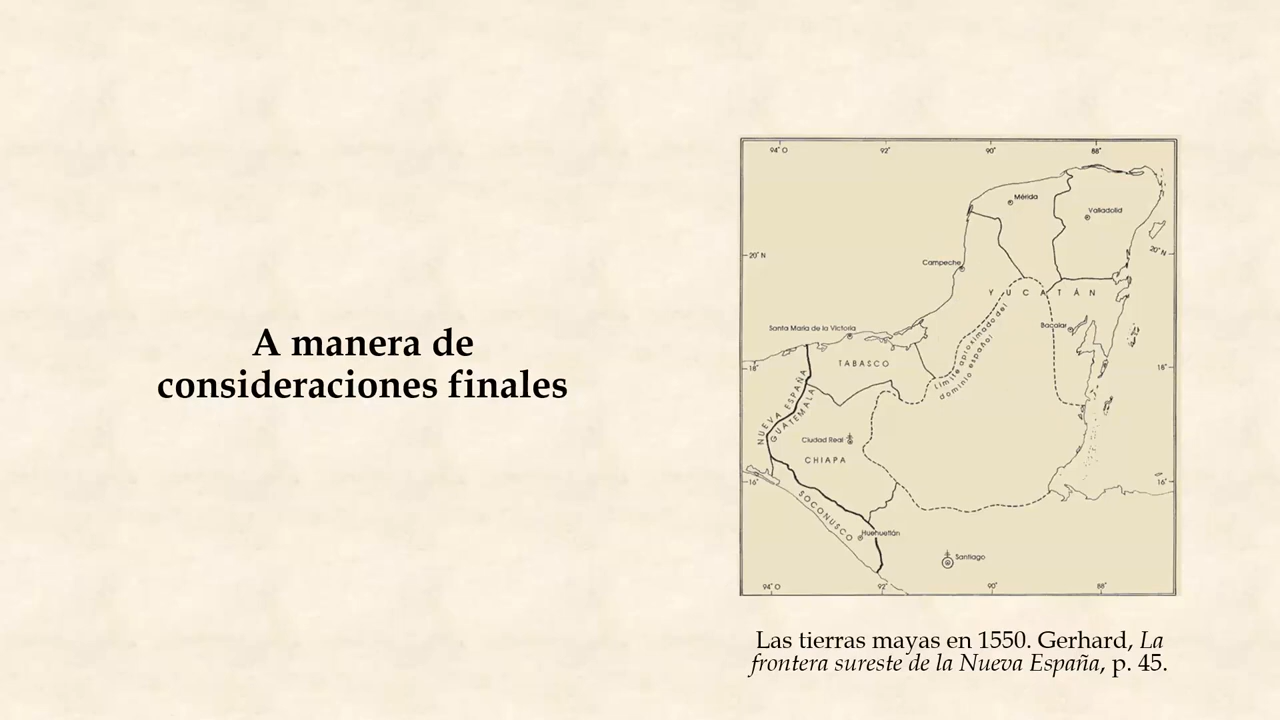 A manera de
consideraciones finales
94° O
92°
90°
88°
Mérida
Valladolid
20° N
20° N
Campeche
YUCATÁN
Santa María de la Victoria
Bacalar
Límite aproximado del
dominio español
TABASCO
18°
18°
NUEVA ESPAÑA
GUATEMALA
Ciudad Real
CHIAPA
16°
16°
SOCONUSCO
Huehuetlán
Santiago
94° O
92°
90°
88°
Las tierras mayas en 1550. Gerhard, La
frontera sureste de la Nueva España, p. 45.